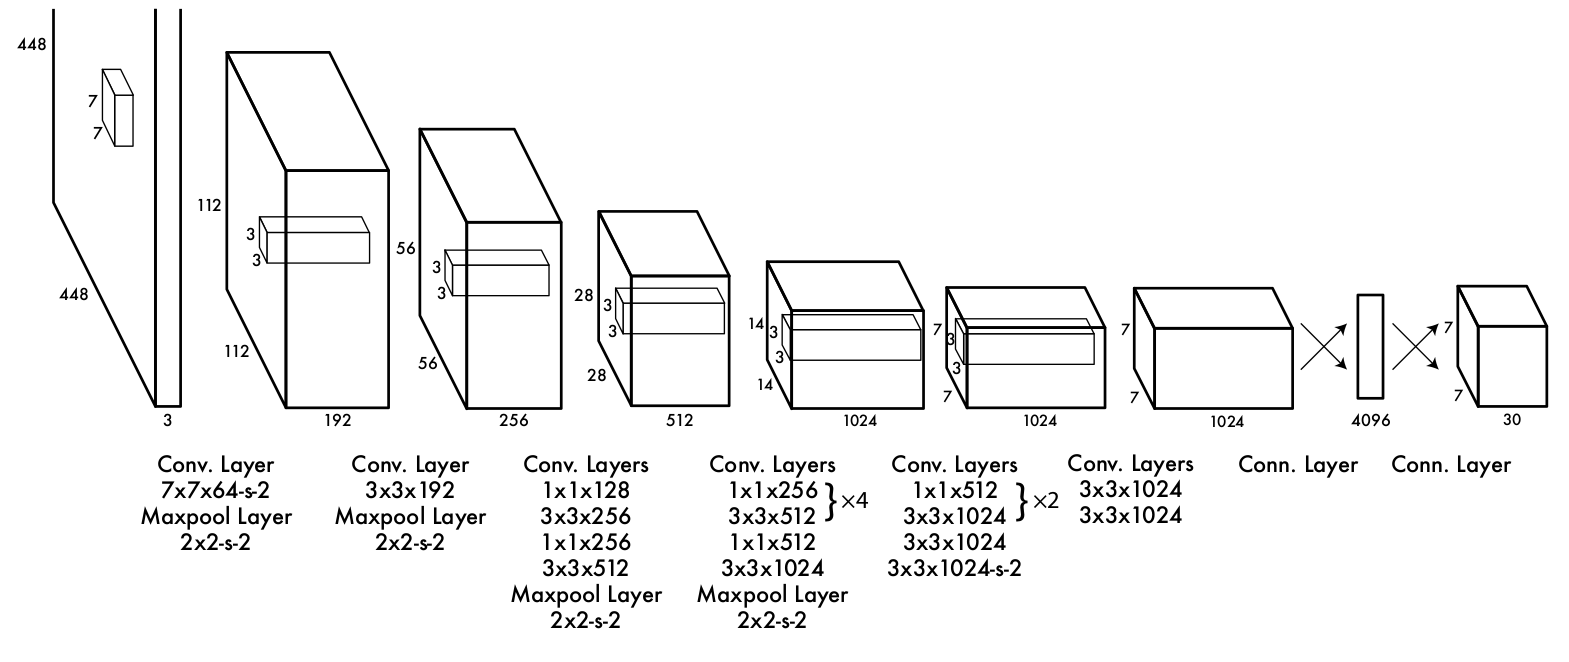 448
7
7
448
3
112
3
3
112
192
56
3
3
56
256
28
3
3
28
512
14
3
3
14
1024
7
3
3
7
1024
7
7
1024
4096
7
7
30
Conv. Layer
7x7x64-s-2
Maxpool Layer
2x2-s-2
Conv. Layer
3x3x192
Maxpool Layer
2x2-s-2
Conv. Layers
1x1x128
3x3x256
1x1x256
3x3x512
Maxpool Layer
2x2-s-2
Conv. Layers
1x1x256
3x3x512
}×4
1x1x512
3x3x1024
Maxpool Layer
2x2-s-2
Conv. Layers
1x1x512
3x3x1024
}×2
3x3x1024
3x3x1024-s-2
Conv. Layers
3x3x1024
3x3x1024
Conn. Layer
Conn. Layer